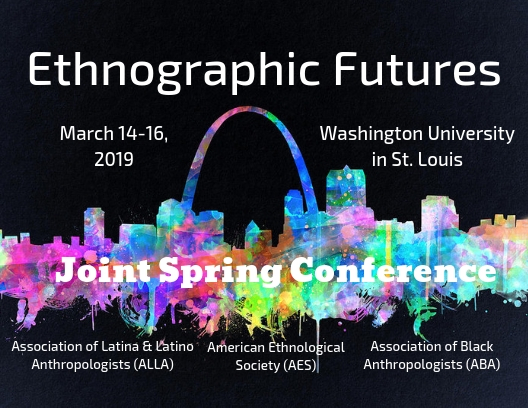 Ethnographic Futures
March 14-16,
2019
Washington University
in St. Louis
Joint Spring Conference
Association of Latina & Latino
Anthropologists (ALLA)
American Ethnological
Society (AES)
Association of Black
Anthropologists (ABA)